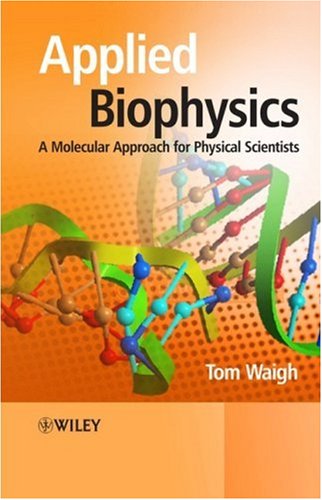 Applied
Biophysics
A Molecular Approach for Physical Scientists
Tom Waigh
WILEY